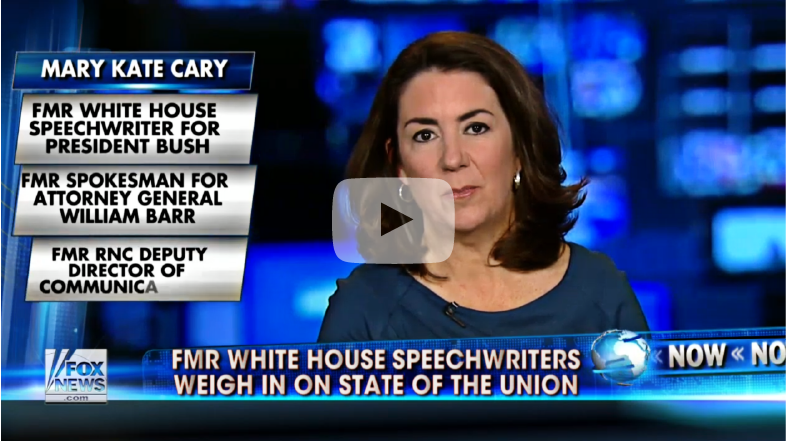 MARY KATE CARY
FMR WHITE HOUSE
SPEECHWRITER FOR
PRESIDENT BUSH
FMR SPOKESMAN FOR
ATTORNEY GENERAL
WILLIAM BARR
FMR RNC DEPUTY
DIRECTOR OF
COMMUNICA
FOX
NEWS
.com
FMR WHITE HOUSE SPEECHWRITERS
WEIGH IN ON STATE OF THE UNION
« NOW « NO